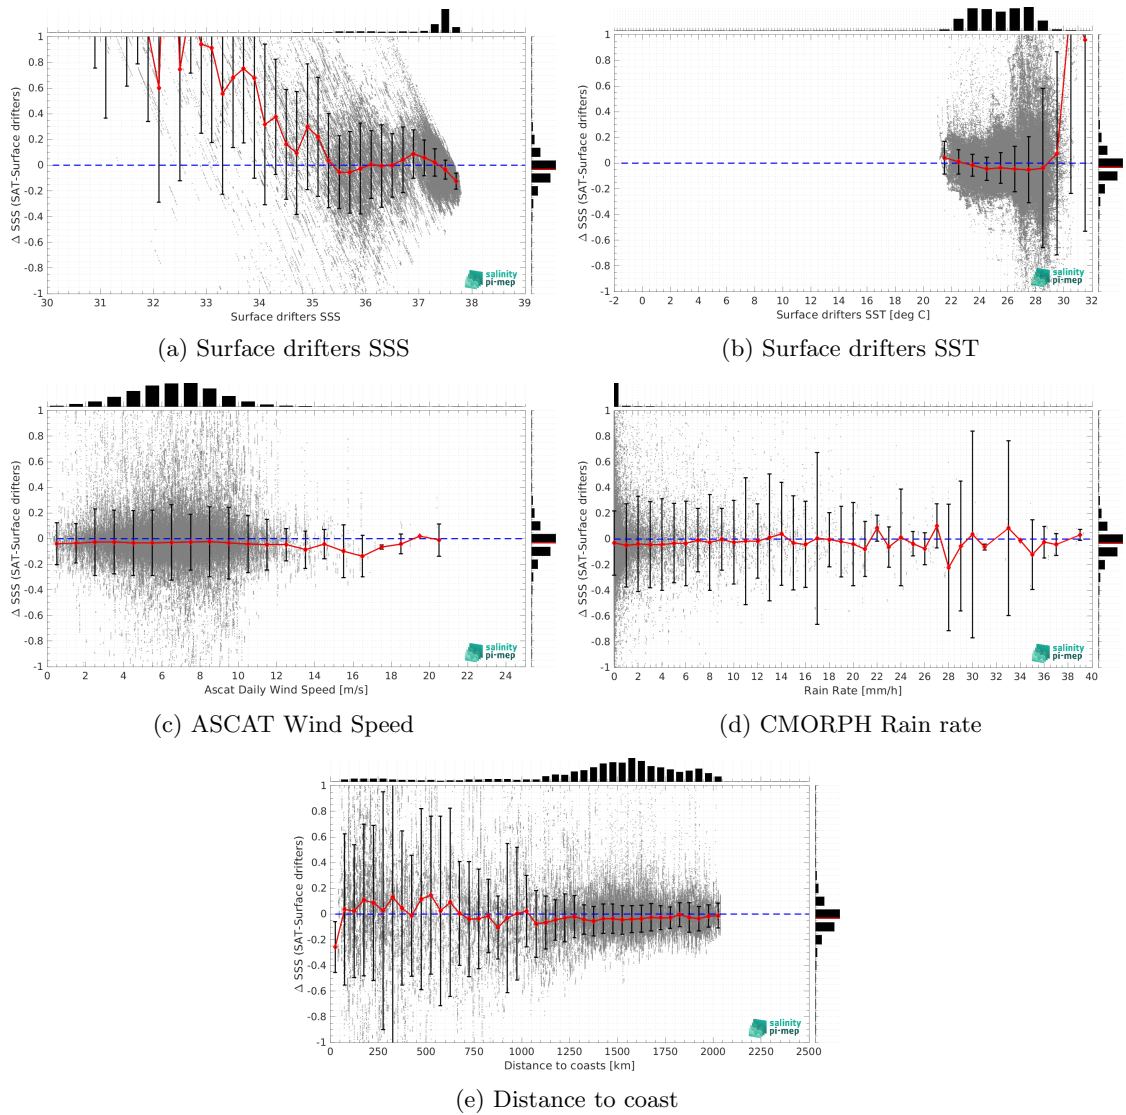 1
0.8
0.6
0.4
0.2
0
-0.2
-0.4
-0.6
-0.8
-1
Δ SSS (SAT-Surface drifters)
30 31 32 33 34 35 36 37 38 39
Surface drifters SSS
salinity
pi-mep
(a) Surface drifters SSS
1
0.8
0.6
0.4
0.2
0
-0.2
-0.4
-0.6
-0.8
-1
Δ SSS (SAT-Surface drifters)
-2 0 2 4 6 8 10 12 14 16 18 20 22 24 26 28 30 32
Surface drifters SST [deg C]
salinity
pi-mep
(b) Surface drifters SST
1
0.8
0.6
0.4
0.2
0
-0.2
-0.4
-0.6
-0.8
-1
Δ SSS (SAT-Surface drifters)
0 2 4 6 8 10 12 14 16 18 20 22 24
Ascat Daily Wind Speed [m/s]
salinity
pi-mep
(c) ASCAT Wind Speed
1
0.8
0.6
0.4
0.2
0
-0.2
-0.4
-0.6
-0.8
-1
Δ SSS (SAT-Surface drifters)
0 2 4 6 8 10 12 14 16 18 20 22 24 26 28 30 32 34 36 38 40
Rain Rate [mm/h]
salinity
pi-mep
(d) CMORPH Rain rate
1
0.8
0.6
0.4
0.2
0
-0.2
-0.4
-0.6
-0.8
-1
Δ SSS (SAT-Surface drifters)
0 250 500 750 1000 1250 1500 1750 2000 2250 2500
Distance to coasts [km]
salinity
pi-mep
(e) Distance to coast